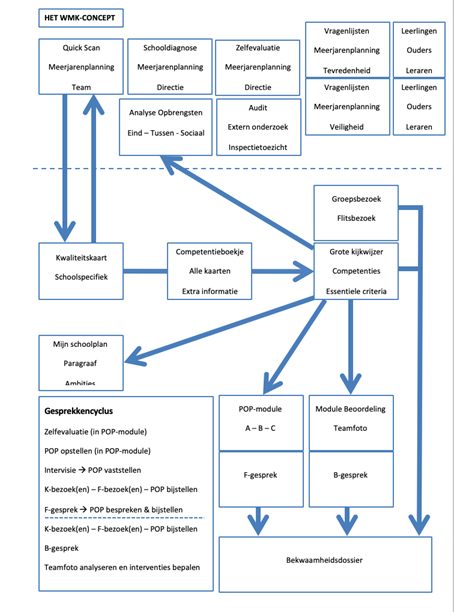 HET WMK-CONCEPT
Quick Scan
Meerjarenplanning
Team
Schooldiagnose
Meerjarenplanning
Directie
Zelfevaluatie
Meerjarenplanning
Directie
Vragenlijsten
Meerjarenplanning
Tevredenheid
Leerlingen
Ouders
Leraren
Analyse Opbrengsten
Eind – Tussen - Sociaal
Audit
Extern onderzoek
Inspectietoezicht
Vragenlijsten
Meerjarenplanning
Veiligheid
Leerlingen
Ouders
Leraren
Groepsbezoek
Flitsbezoek
Kwaliteitskaart
Schoolspecifiek
Competentieboekje
Alle kaarten
Extra informatie
Grote kijkwijzer
Competenties
Essentiele criteria
Mijn schoolplan
Paragraaf
Ambities
Gesprekkencyclus
Zelfevaluatie (in POP-module)
POP opstellen (in POP-module)
Intervisie → POP vaststellen
K-bezoek(en) – F-bezoek(en) – POP bijstellen
F-gesprek → POP bespreken & bijstellen
K-bezoek(en) – F-bezoek(en) – POP bijstellen
B-gesprek
Teamfoto analyseren en interventies bepalen
POP-module
A – B – C
Module Beoordeling
Teamfoto
F-gesprek
B-gesprek
Bekwaamheidsdossier